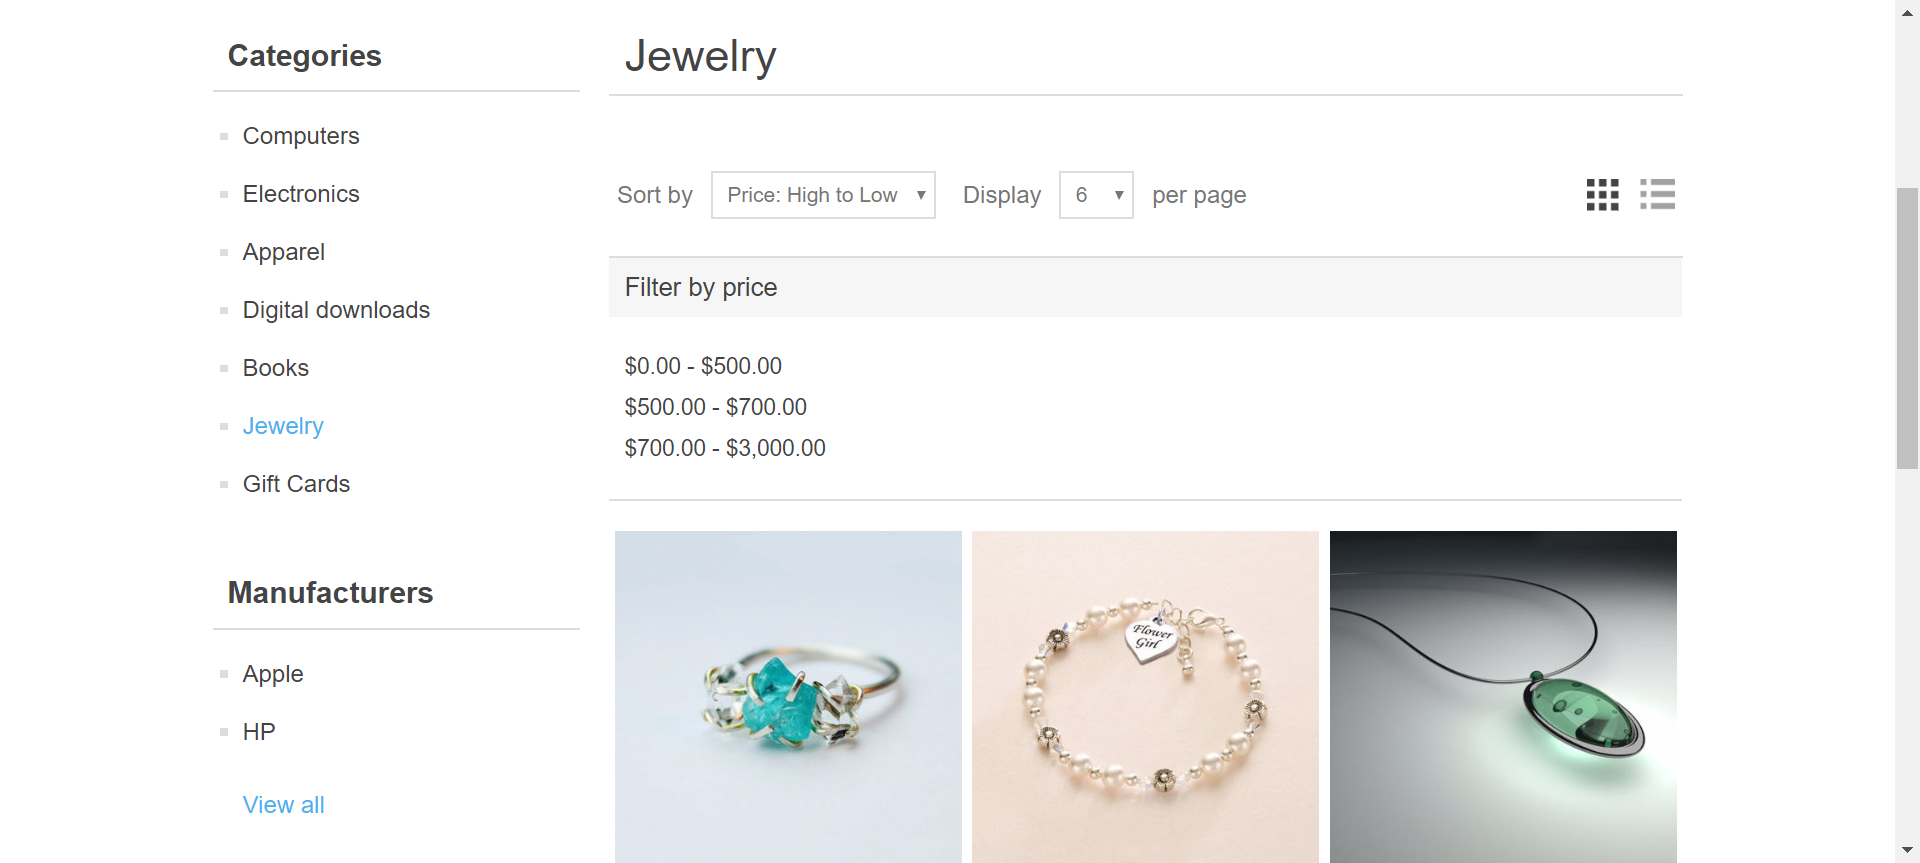 Categories
Computers
Electronics
Apparel
Digital downloads
Books
Jewelry
Gift Cards
Manufacturers
Apple
HP
View all
Jewelry
Sort by Price: High to Low Display 6 per page
Filter by price
$0.00 - $500.00
$500.00 - $700.00
$700.00 - $3,000.00
Flower
Girl